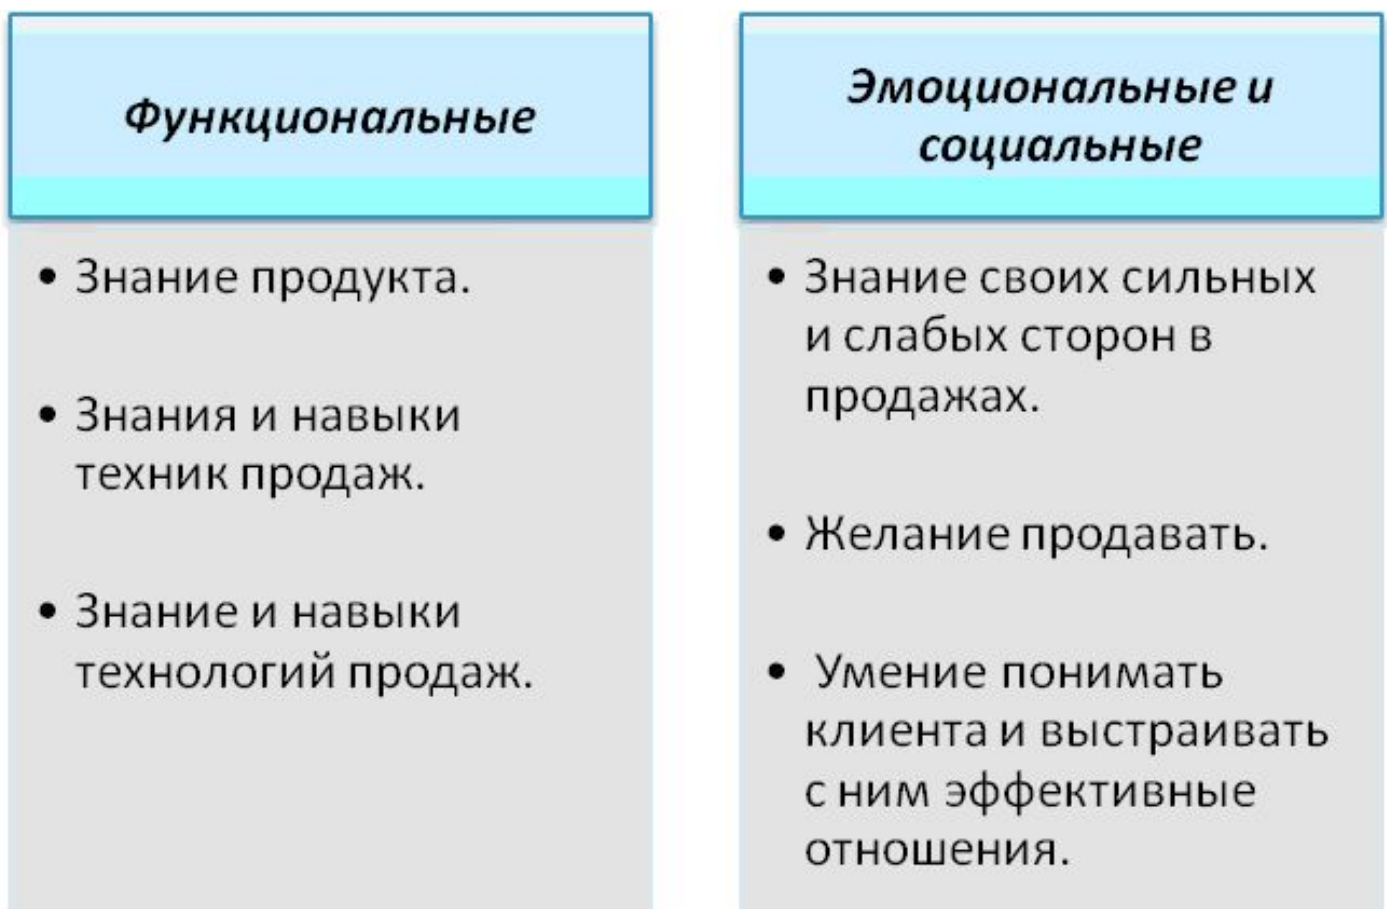 Функциональные
• Знание продукта.
• Знания и навыки
техник продаж.
• Знание и навыки
технологий продаж.
Эмоциональные и
социальные
• Знание своих сильных
и слабых сторон в
продажах.
• Желание продавать.
• Умение понимать
клиента и выстраивать
с ним эффективные
отношения.